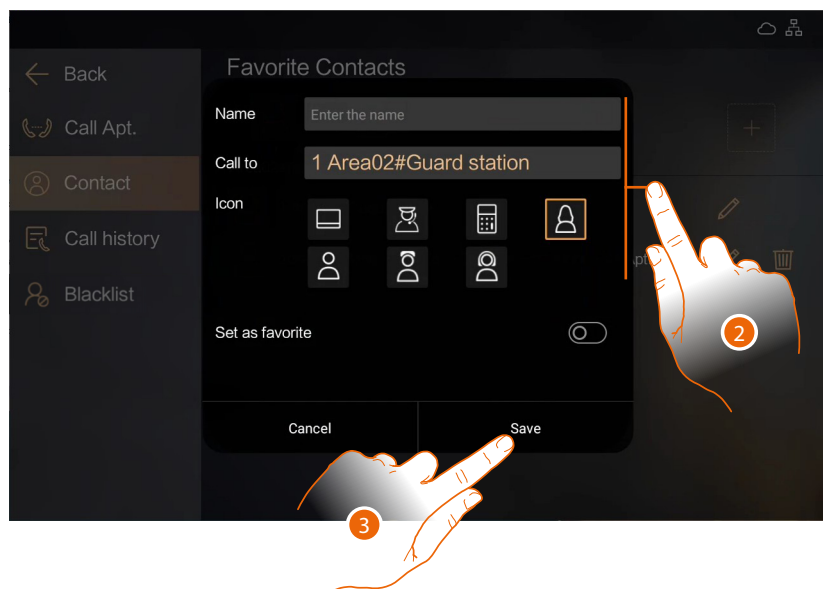 Back
Call Apt.
Contact
Call history
Blacklist
Favorite Contacts
Name
Enter the name
Call to
1 Area02#Guard station
Icon
pt
Set as favorite
Cancel
Save
2
3